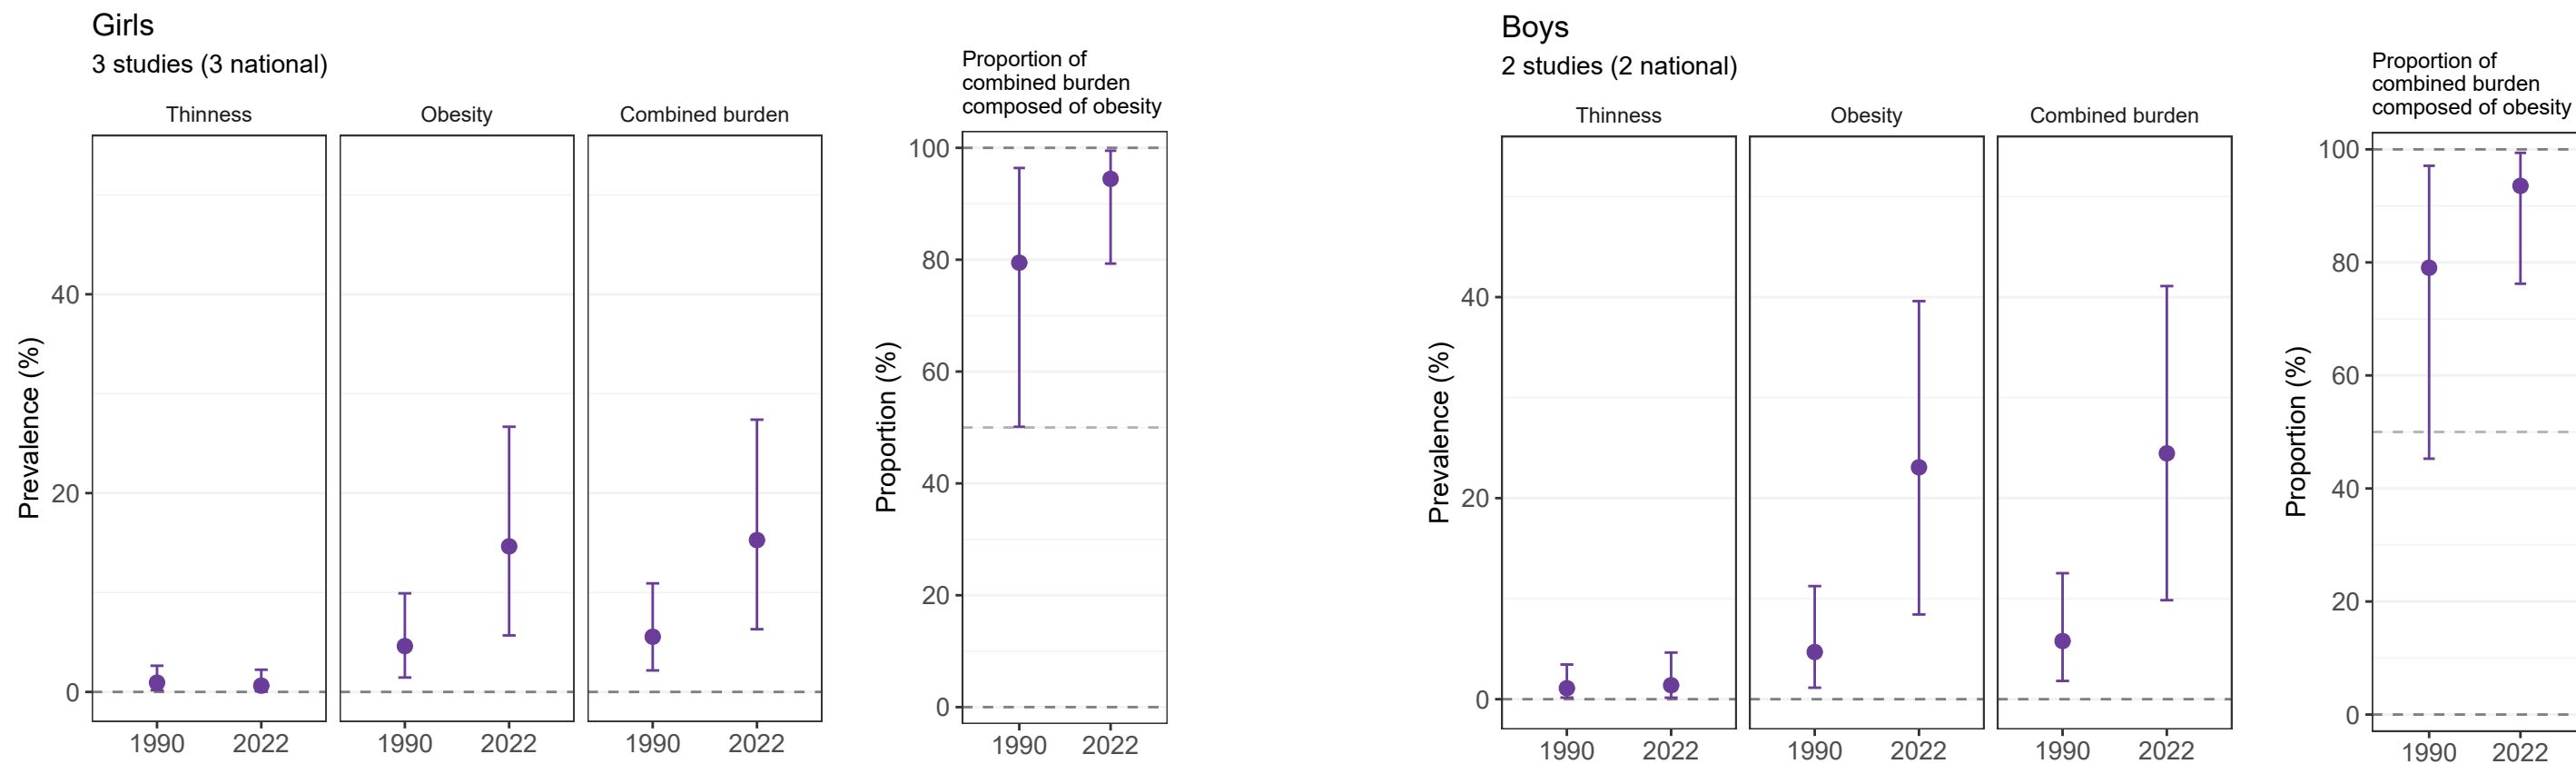 Girls
3 studies (3 national)
Thinness
Obesity
Combined burden
Prevalence (%)
40
20
0
1990
2022
1990
2022
1990
2022
Proportion of
combined burden
composed of obesity
Proportion (%)
100
80
60
40
20
0
1990
2022
Boys
2 studies (2 national)
Thinness
Obesity
Combined burden
Prevalence (%)
40
20
0
1990
2022
1990
2022
1990
2022
Proportion of
combined burden
composed of obesity
Proportion (%)
100
80
60
40
20
0
1990
2022